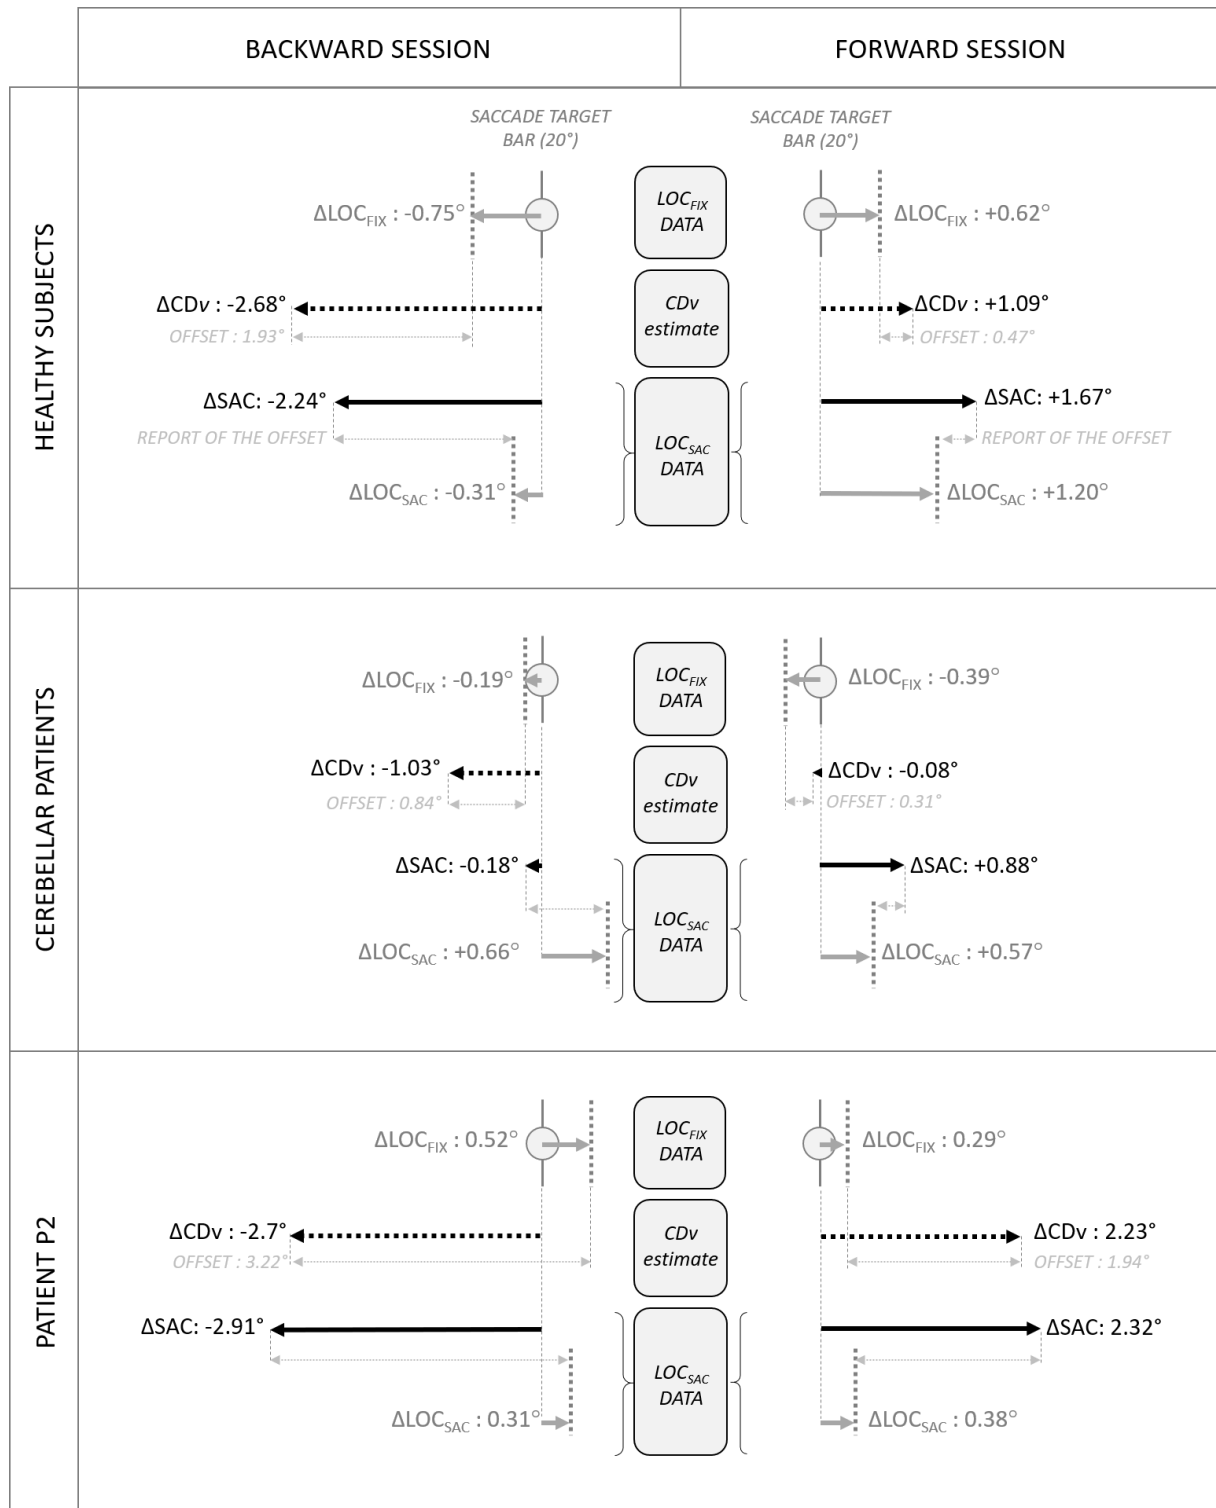 BACKWARD SESSION
FORWARD SESSION
HEALTHY SUBJECTS
SACCADE TARGET
BAR (20°)
SACCADE TARGET
BAR (20°)
ΔLOCFIX : -0.75°
LOCFIX
DATA
ΔLOCFIX : +0.62°
ΔCDv : -2.68°
OFFSET : 1.93°
CDv
estimate
ΔCDv : +1.09°
OFFSET : 0.47°
ΔSAC: -2.24°
REPORT OF THE OFFSET
ΔLOCSAC : -0.31°
LOCSAC
DATA
ΔSAC: +1.67°
REPORT OF THE OFFSET
ΔLOCSAC : +1.20°
CEREBELLAR PATIENTS
ΔLOCFIX : -0.19°
LOCFIX
DATA
ΔLOCFIX : -0.39°
ΔCDv : -1.03°
OFFSET : 0.84°
CDv
estimate
ΔCDv : -0.08°
OFFSET : 0.31°
ΔSAC: -0.18°
ΔLOCSAC : +0.66°
LOCSAC
DATA
ΔSAC: +0.88°
ΔLOCSAC : +0.57°
PATIENT P2
ΔLOCFIX : 0.52°
LOCFIX
DATA
ΔLOCFIX : 0.29°
ΔCDv : -2.7°
OFFSET : 3.22°
CDv
estimate
ΔCDv : 2.23°
OFFSET : 1.94°
ΔSAC: -2.91°
ΔLOCSAC : 0.31°
LOCSAC
DATA
ΔSAC: 2.32°
ΔLOCSAC : 0.38°